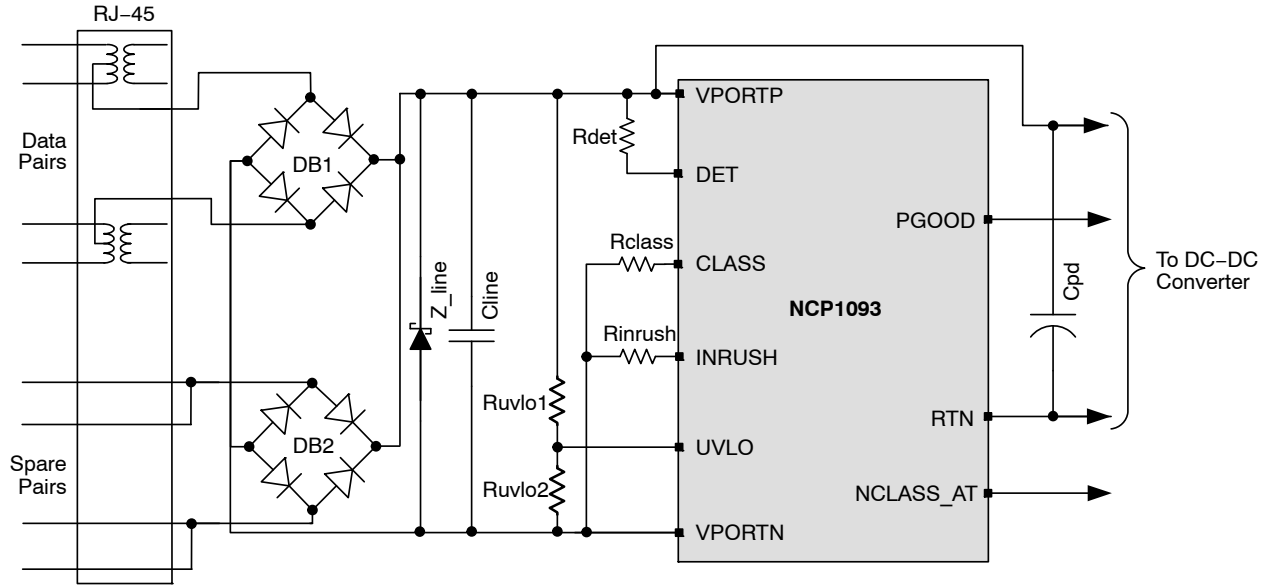 RJ−45
Data
Pairs
DB1
Z_line
Cline
Rdet
VPORTP
DET
Rclass
CLASS
PGOOD
NCP1093
Rinrush
INRUSH
Cpd
To DC−DC
Converter
Ruvlo1
UVLO
RTN
DB2
Spare
Pairs
Ruvlo2
NCLASS_AT
VPORTN